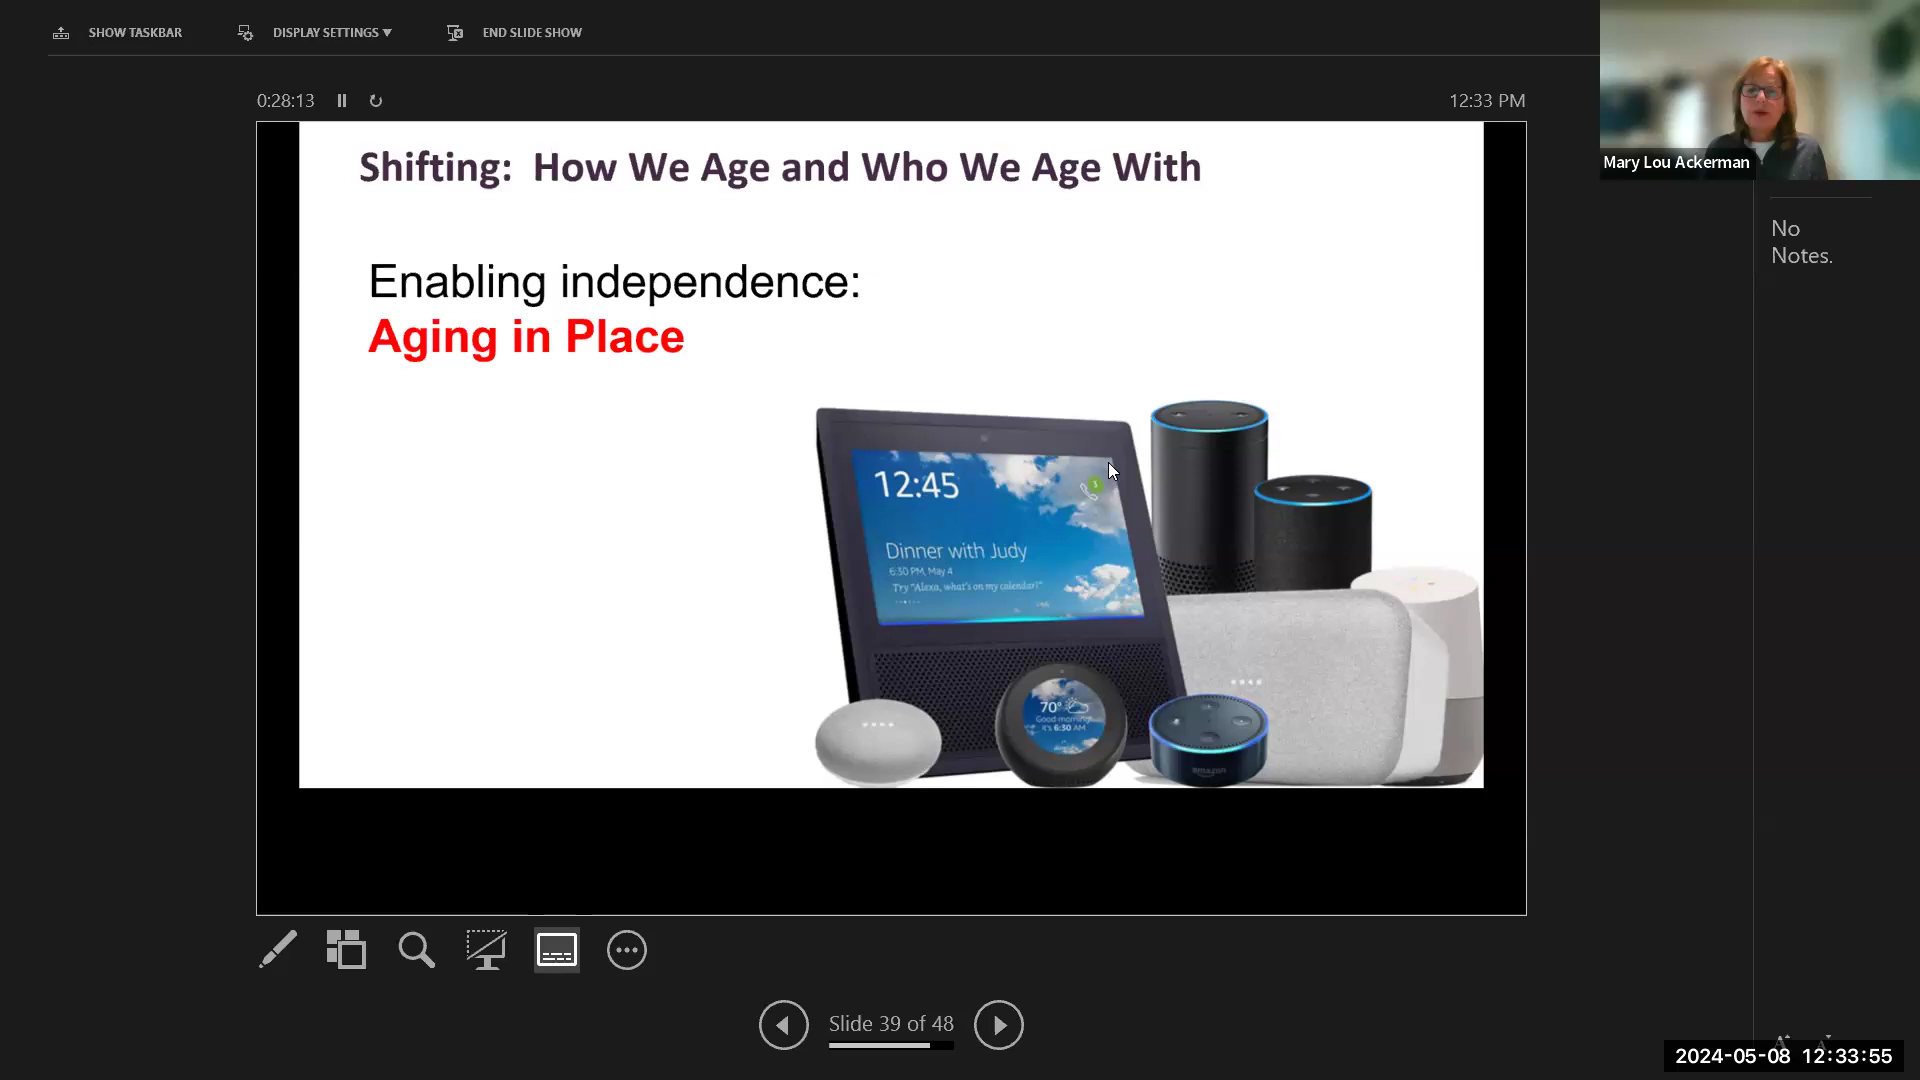 SHOW TASKBAR
DISPLAY SETTINGS
END SLIDE SHOW
0:28:13
12:33 PM
Mary Lou Ackerman
No
Notes.
Shifting: How We Age and Who We Age With
Enabling independence:
Aging in Place
12:45
3
Dinner with Judy
6:30 PM, May 4
Try "Alexa, what's on my calendar?"
70°
Good morning!
It's 6:30 AM
amazon
Slide 39 of 48
2024-05-08 12:33:55